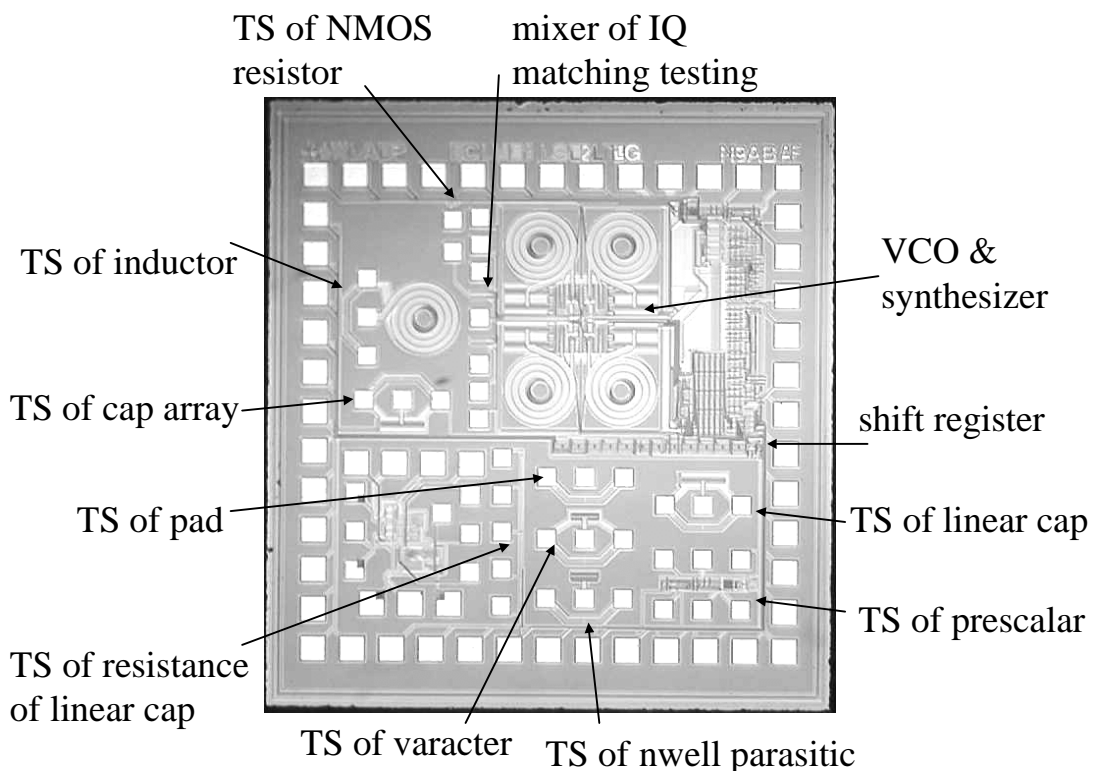 TS of NMOS
resistor
mixer of IQ
matching testing
TS of inductor
VCO &
synthesizer
TS of cap array
shift register
TS of pad
TS of linear cap
TS of prescalar
TS of resistance
of linear cap
TS of varacter
TS of nwell parasitic